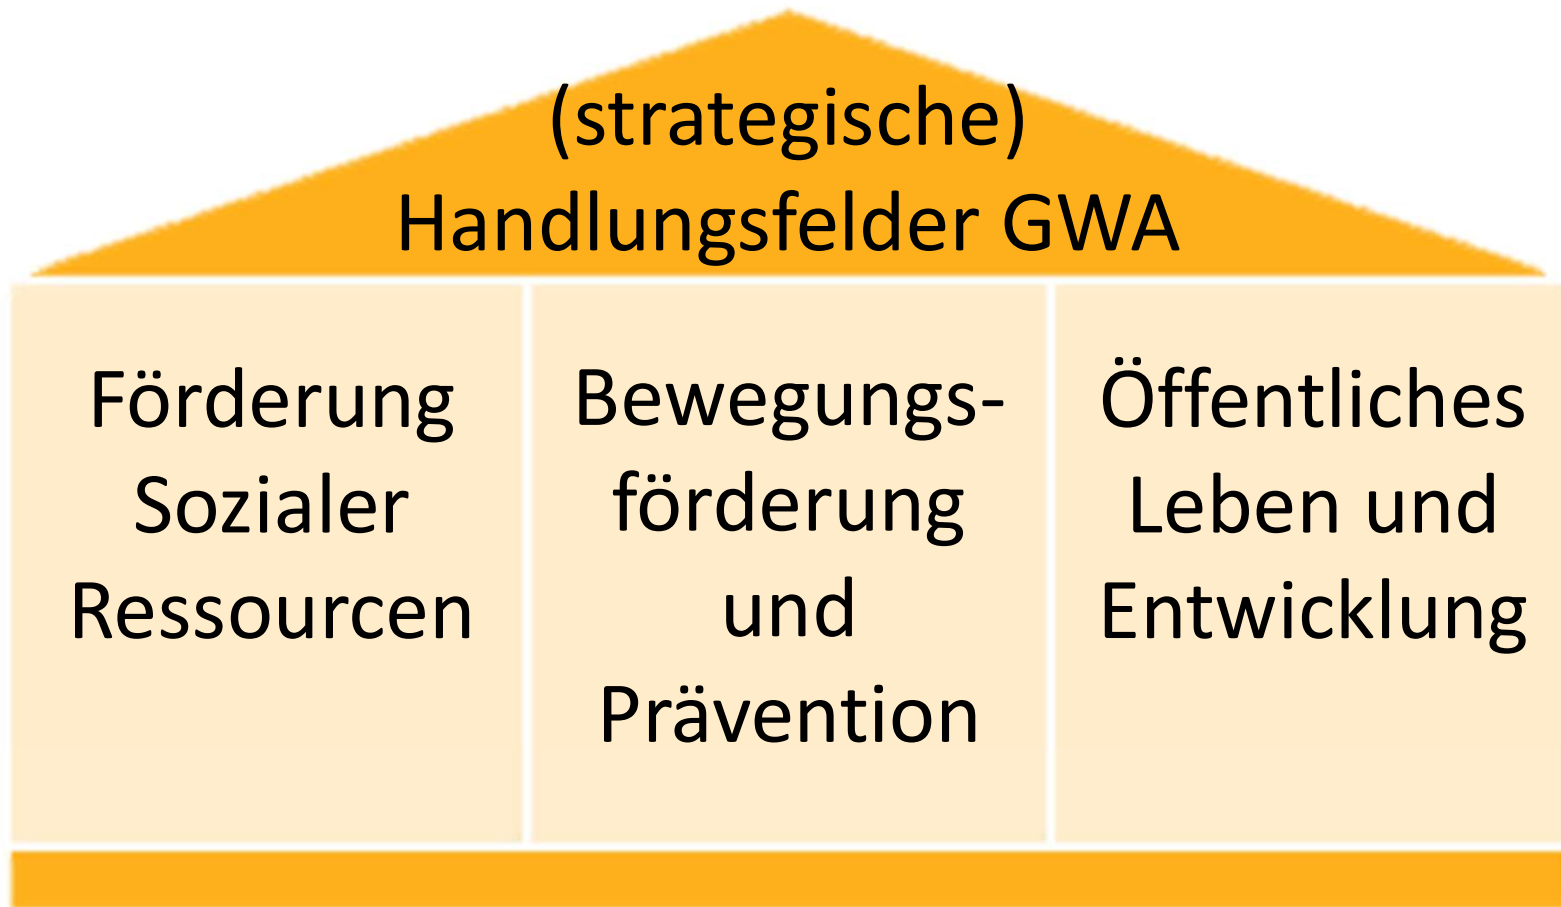 (strategische)
Handlungsfelder GWA
Förderung
Sozialer
Ressourcen
Bewegungs-
förderung
und
Prävention
Öffentliches
Leben und
Entwicklung